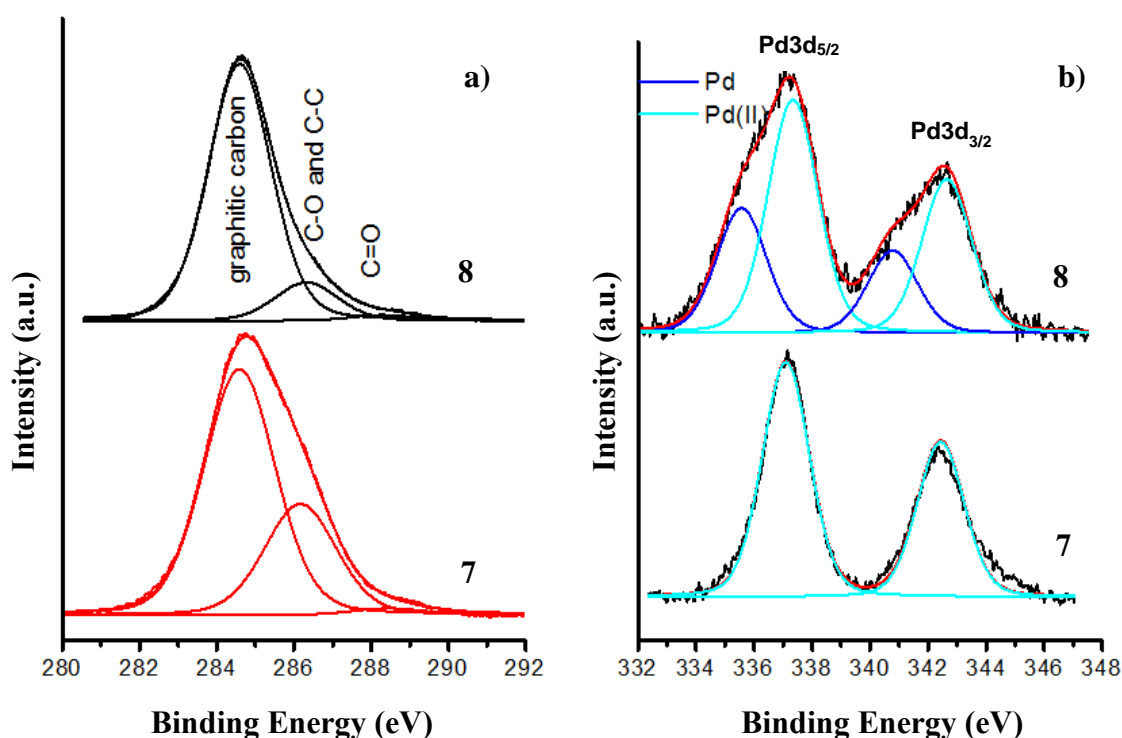 a)
graphitic carbon
C-O and C-C
C=O
8
7
Intensity (a.u.)
280 282 284 286 288 290 292
Binding Energy (eV)
b)
Pd3d5/2
Pd
Pd(II)
Pd3d3/2
8
7
Intensity (a.u.)
332 334 336 338 340 342 344 346 348
Binding Energy (eV)